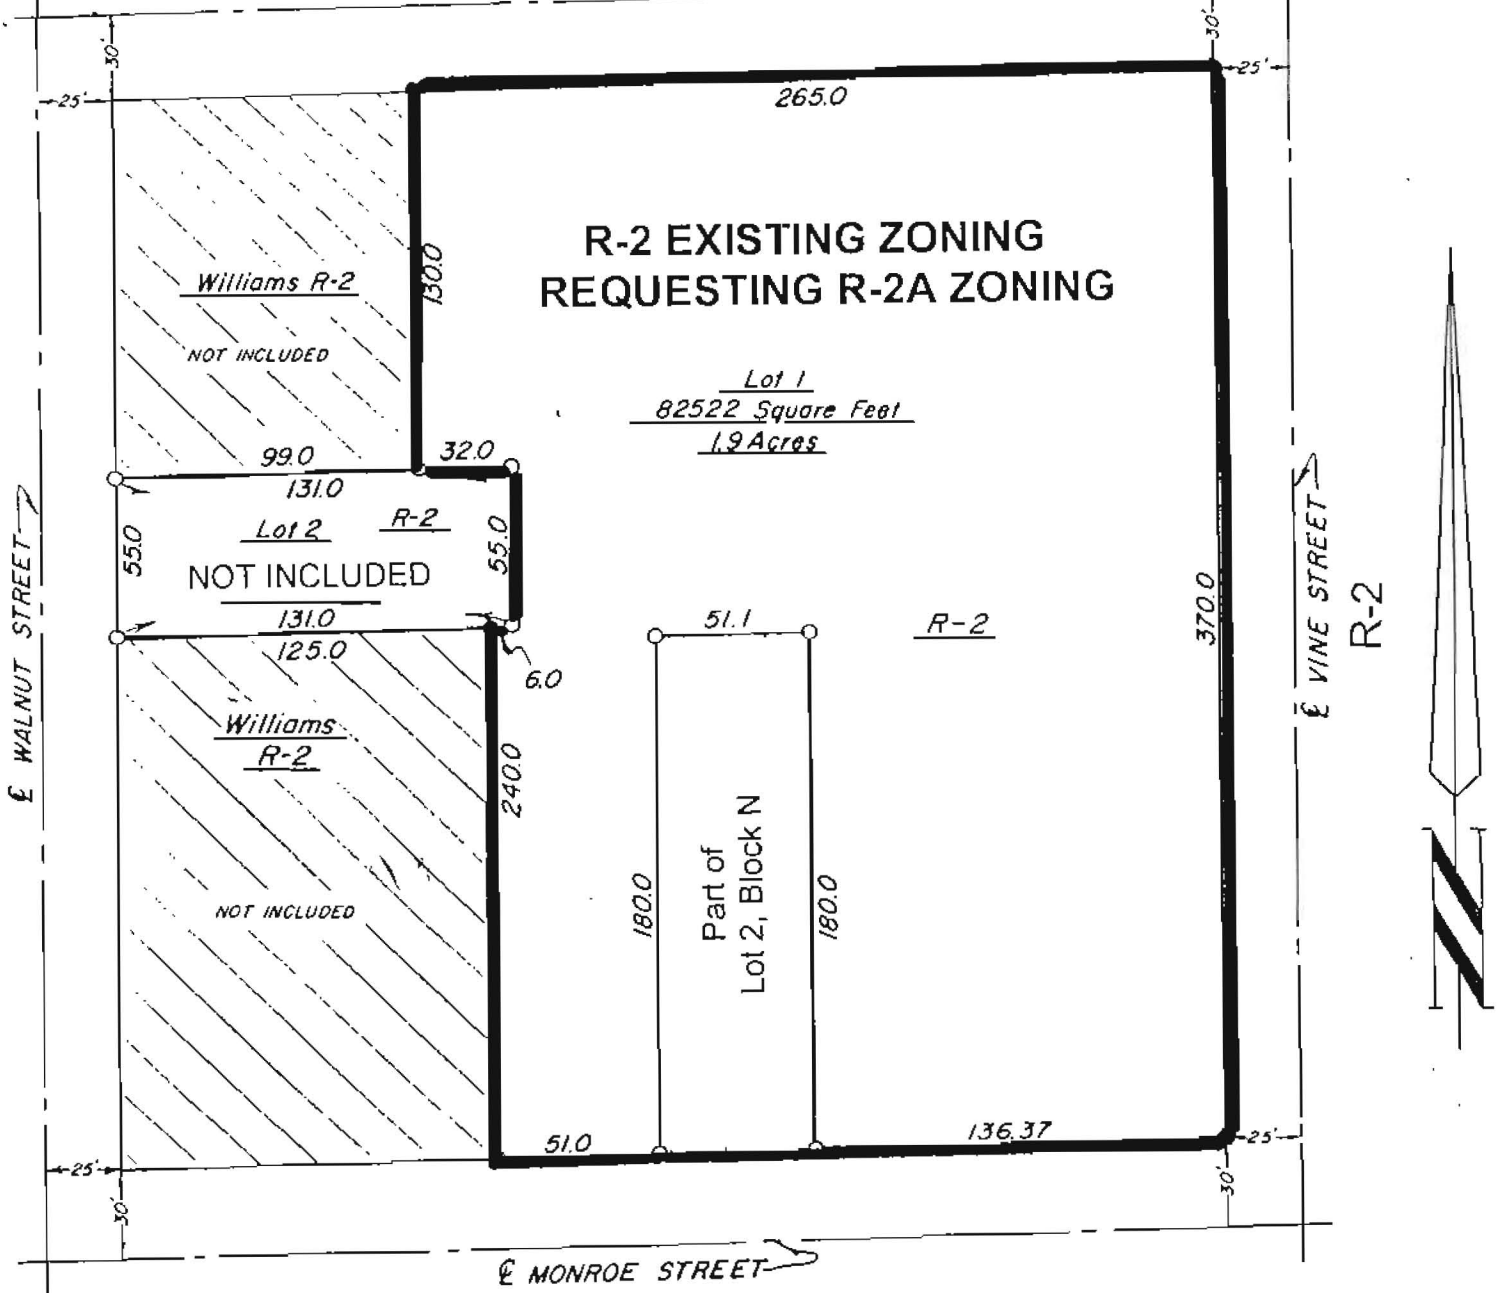 30'
30'
25'
25'
265.0
R-2 EXISTING ZONING
REQUESTING R-2A ZONING
130.0
Williams R-2
NOT INCLUDED
Lot 1
82522 Square Feet
1.9 Acres
99.0
32.0
131.0
Lot 2
R-2
55.0
55.0
NOT INCLUDED
131.0
125.0
6.0
51.1
R-2
370.0
℄ WALNUT STREET
℄ VINE STREET
R-2
Williams
R-2
240.0
NOT INCLUDED
180.0
Part of
Lot 2, Block N
180.0
N
51.0
136.37
25'
25'
30'
30'
℄ MONROE STREET